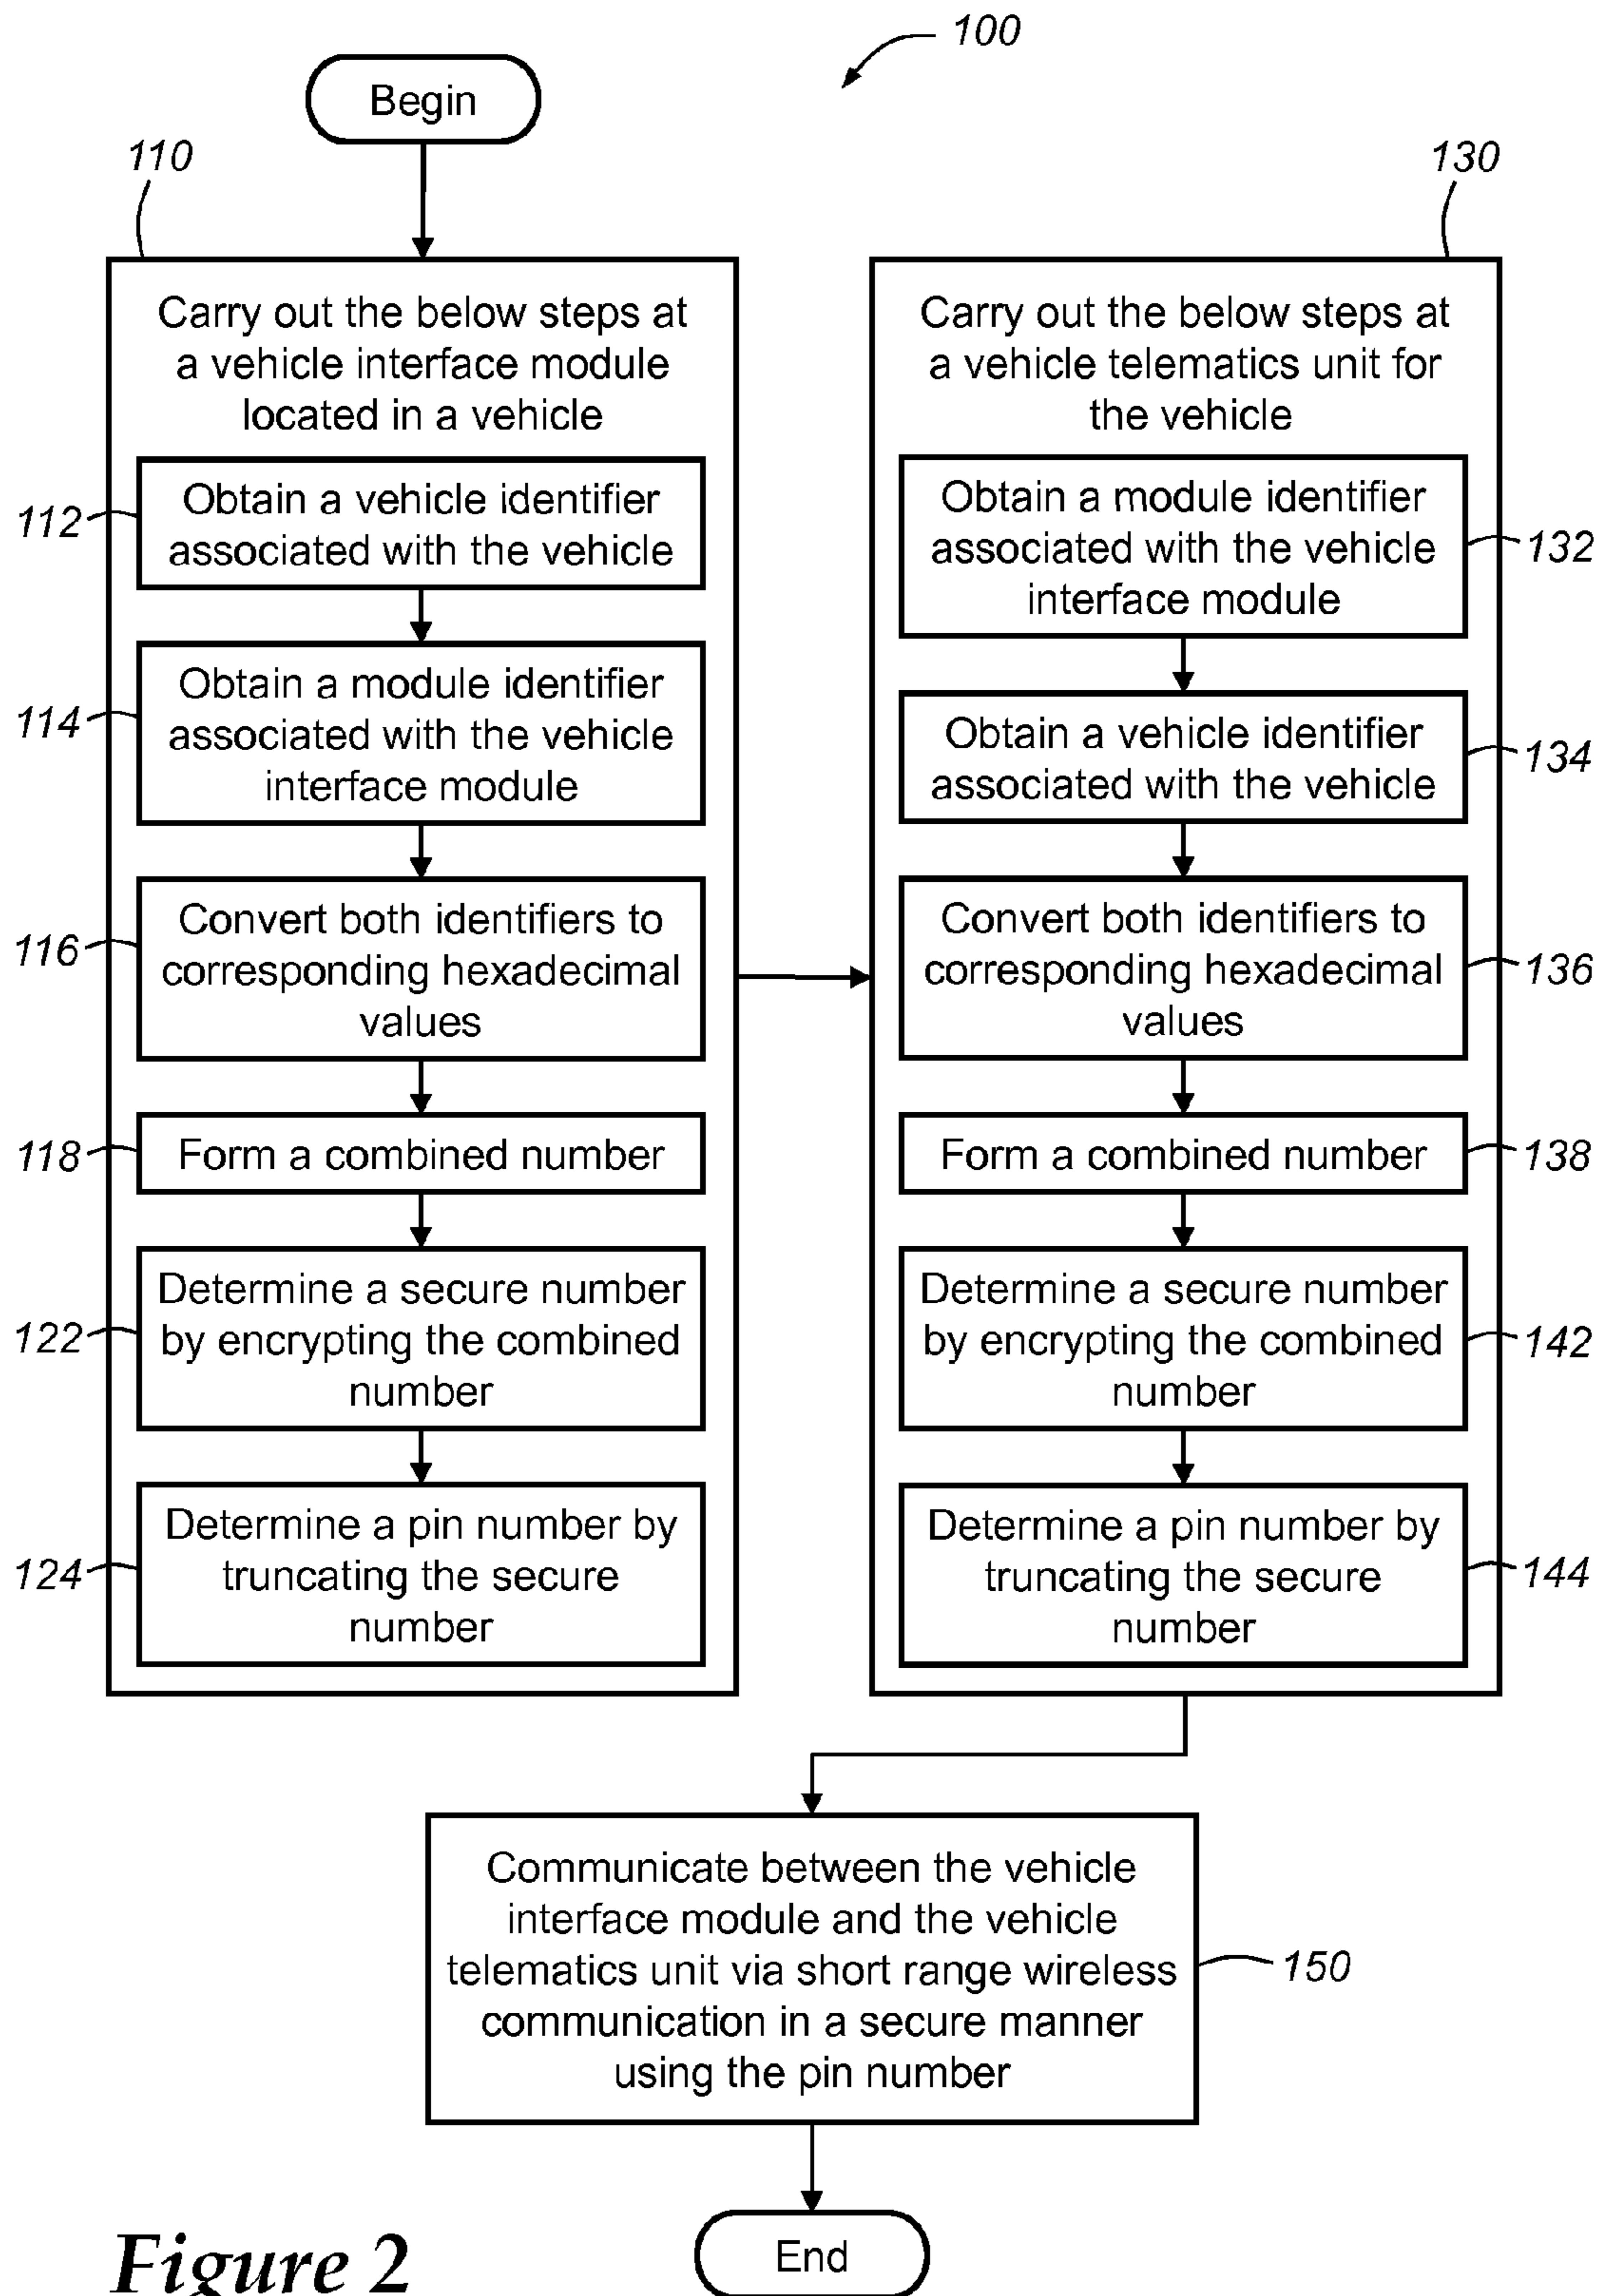 100
Begin
110
Carry out the below steps at
a vehicle interface module
located in a vehicle
112
Obtain a vehicle identifier
associated with the vehicle
114
Obtain a module identifier
associated with the vehicle
interface module
116
Convert both identifiers to
corresponding hexadecimal
values
118
Form a combined number
122
Determine a secure number
by encrypting the combined
number
124
Determine a pin number by
truncating the secure
number
130
Carry out the below steps at
a vehicle telematics unit for
the vehicle
Obtain a module identifier
associated with the vehicle
interface module
132
Obtain a vehicle identifier
associated with the vehicle
134
Convert both identifiers to
corresponding hexadecimal
values
136
Form a combined number
138
Determine a secure number
by encrypting the combined
number
142
Determine a pin number by
truncating the secure
number
144
Communicate between the vehicle
interface module and the vehicle
telematics unit via short range wireless
communication in a secure manner
using the pin number
150
End
Figure 2